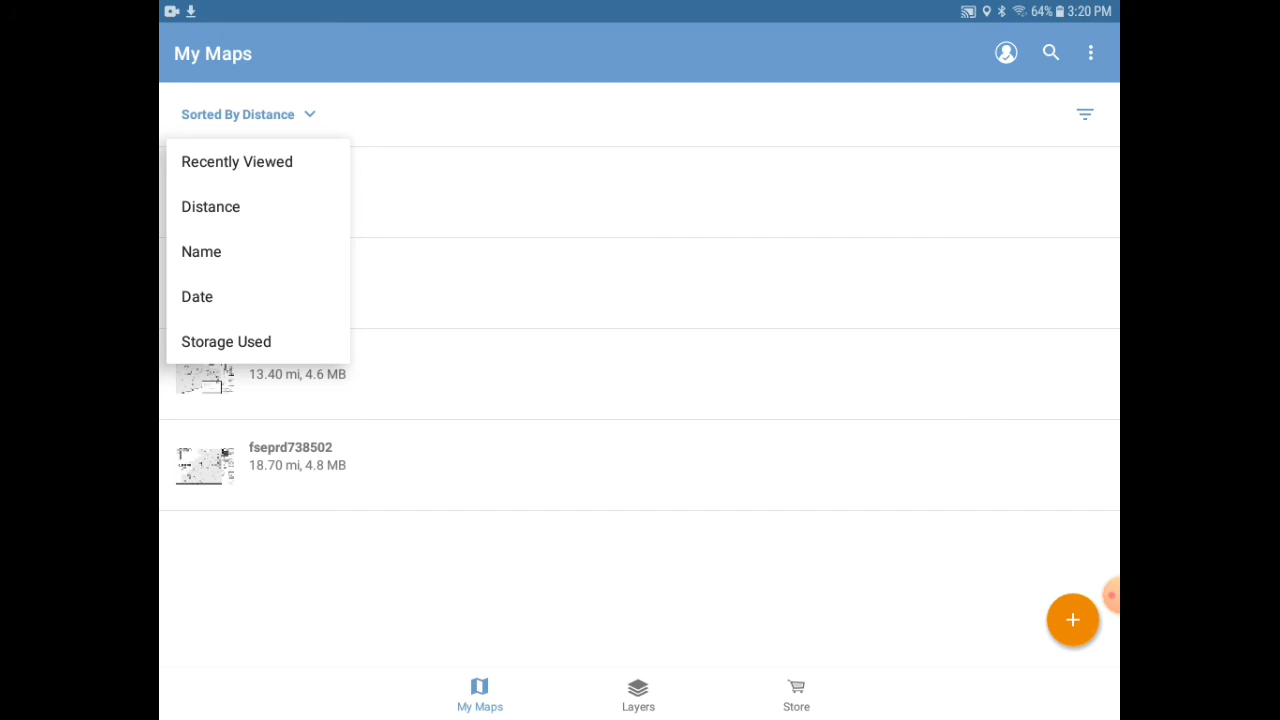 64% 3:20 PM
My Maps
Sorted By Distance
Recently Viewed
Distance
Name
Date
Storage Used
13.40 mi, 4.6 MB
fseprd738502
18.70 mi, 4.8 MB
My Maps
Layers
Store